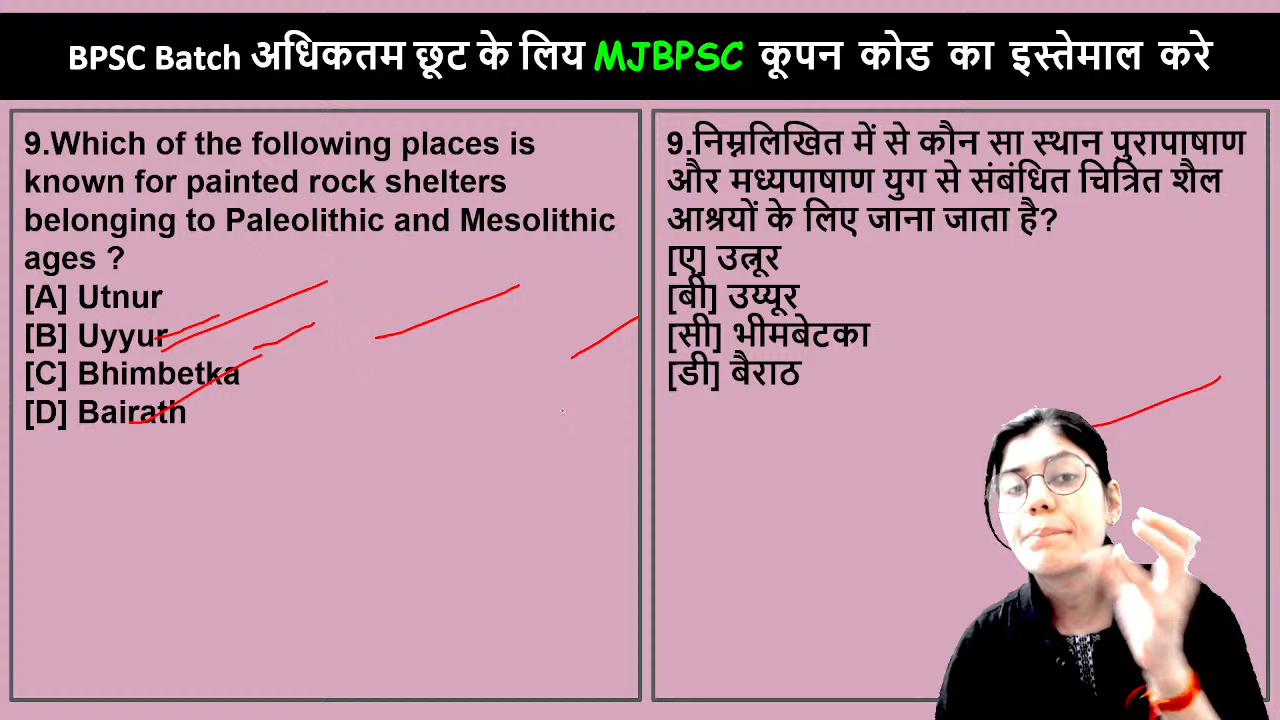 BPSC Batch अधिकतम छूट के लिय MJBPSC कूपन कोड का इस्तेमाल करे
9.Which of the following places is
known for painted rock shelters
belonging to Paleolithic and Mesolithic
ages ?
[A] Utnur
[B] Uyyur
[C] Bhimbetka
[D] Bairath
9.निम्नलिखित में से कौन सा स्थान पुरापाषाण
और मध्यपाषाण युग से संबंधित चित्रित शैल
आश्रयों के लिए जाना जाता है?
[ए] उत्नूर
[बी] उय्यूर
[सी] भीमबेटका
[डी] बैराठ